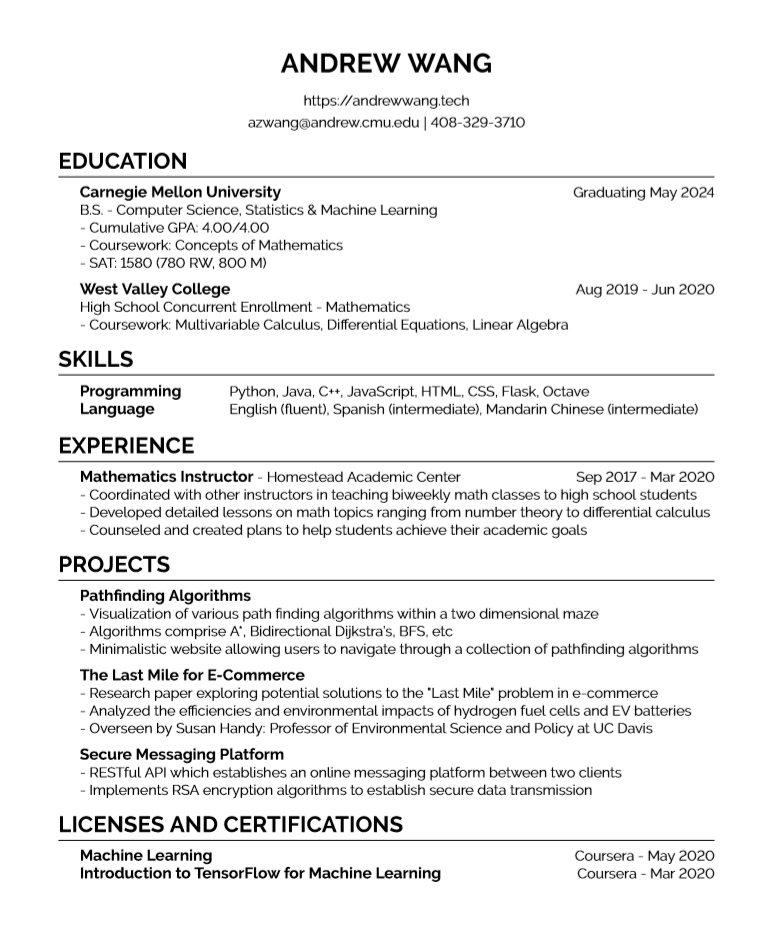 ANDREW WANG
https://andrewwang.tech
azwang@andrew.cmu.edu | 408-329-3710
EDUCATION
Carnegie Mellon University Graduating May 2024
B.S. - Computer Science, Statistics & Machine Learning
- Cumulative GPA: 4.00/4.00
- Coursework: Concepts of Mathematics
- SAT: 1580 (780 RW, 800 M)
West Valley College Aug 2019 - Jun 2020
High School Concurrent Enrollment - Mathematics
- Coursework: Multivariable Calculus, Differential Equations, Linear Algebra
SKILLS
Programming Python, Java, C++, JavaScript, HTML, CSS, Flask, Octave
Language English (fluent), Spanish (intermediate), Mandarin Chinese (intermediate)
EXPERIENCE
Mathematics Instructor - Homestead Academic Center Sep 2017 - Mar 2020
- Coordinated with other instructors in teaching biweekly math classes to high school students
- Developed detailed lessons on math topics ranging from number theory to differential calculus
- Counseled and created plans to help students achieve their academic goals
PROJECTS
Pathfinding Algorithms
- Visualization of various path finding algorithms within a two dimensional maze
- Algorithms comprise A*, Bidirectional Dijkstra's, BFS, etc
- Minimalistic website allowing users to navigate through a collection of pathfinding algorithms
The Last Mile for E-Commerce
- Research paper exploring potential solutions to the "Last Mile" problem in e-commerce
- Analyzed the efficiencies and environmental impacts of hydrogen fuel cells and EV batteries
- Overseen by Susan Handy: Professor of Environmental Science and Policy at UC Davis
Secure Messaging Platform
- RESTful API which establishes an online messaging platform between two clients
- Implements RSA encryption algorithms to establish secure data transmission
LICENSES AND CERTIFICATIONS
Machine Learning Coursera - May 2020
Introduction to TensorFlow for Machine Learning Coursera - Mar 2020